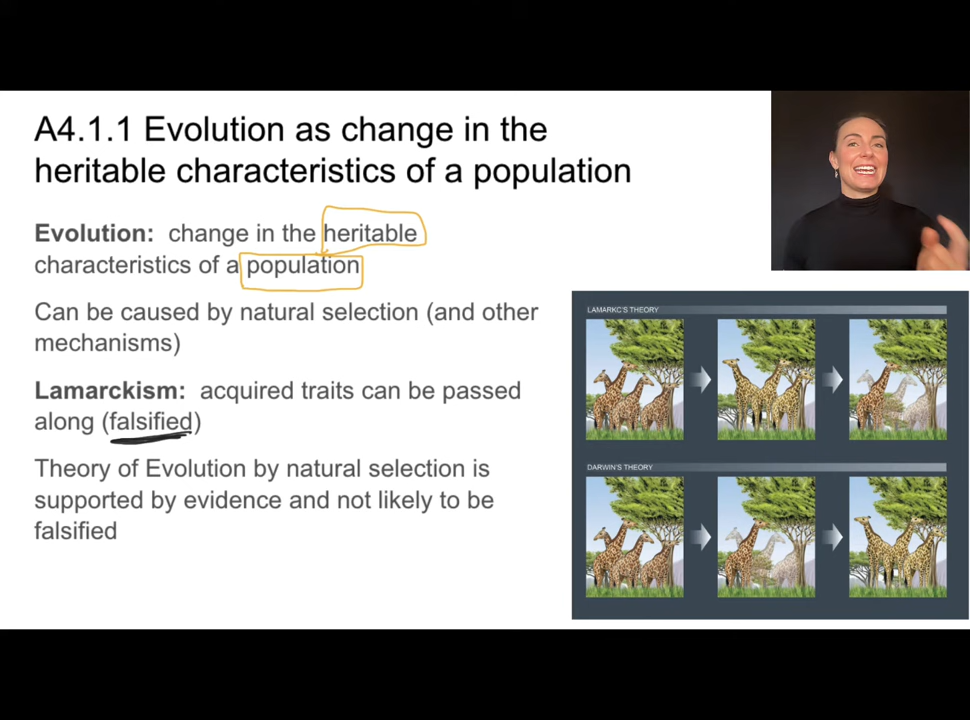 A4.1.1 Evolution as change in the
heritable characteristics of a population
Evolution: change in the heritable
characteristics of a population
Can be caused by natural selection (and other
mechanisms)
Lamarckism: acquired traits can be passed
along (falsified)
Theory of Evolution by natural selection is
supported by evidence and not likely to be
falsified
LAMARKC'S THEORY
DARWIN'S THEORY